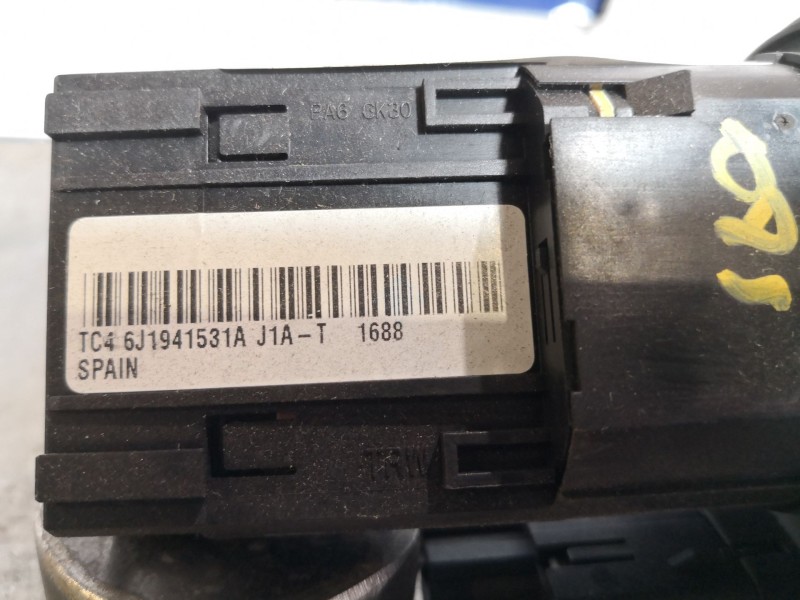 PA6 GK30
TC4 6J1941531A J1A-T 1688
SPAIN
TRW